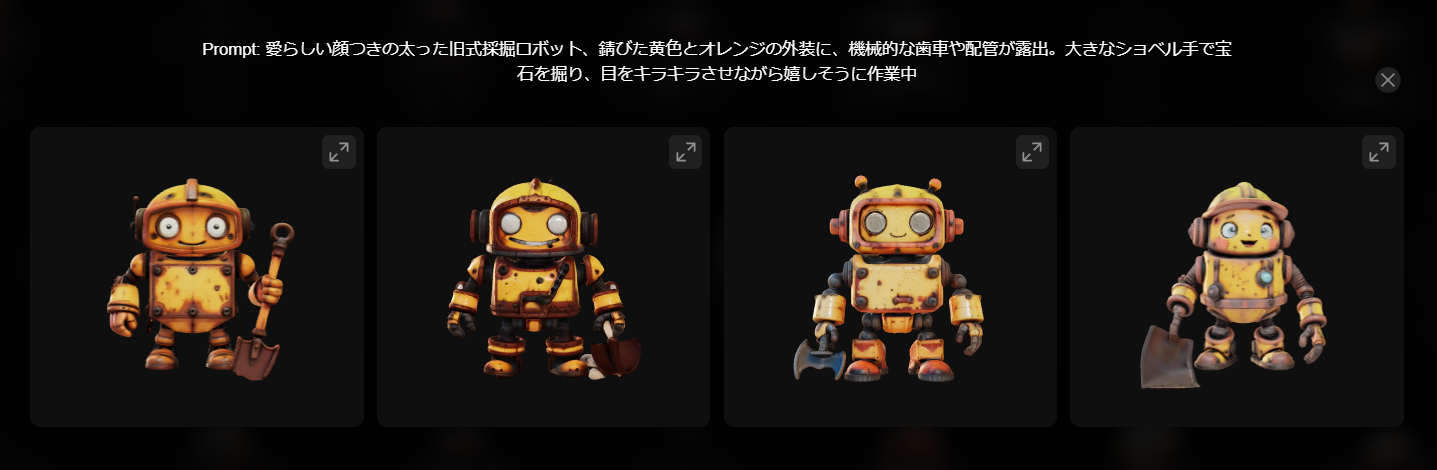 Prompt: 愛らしい顔つきの太った旧式採掘ロボット、錆びた黄色とオレンジの外装に、機械的な歯車や配管が露出。大きなショベル手で宝
石を掘り、目をキラキラさせながら嬉しそうに作業中